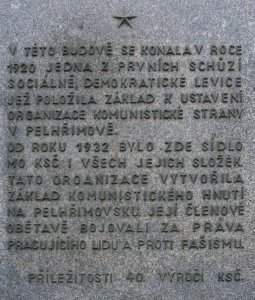 V TÉTO BUDOVĚ SE KONALA V ROCE
1920 JEDNA Z PRVNÍCH SCHŮZÍ
SOCIÁLNĚ DEMOKRATICKÉ LEVICE
JEŽ POLOŽILA ZÁKLAD K USTAVENÍ
ORGANIZACE KOMUNISTICKÉ STRANY
V PELHŘIMOVĚ.
OD ROKU 1932 BYLO ZDE SÍDLO
MO KSČ I VŠECH JEJICH SLOŽEK.
TATO ORGANIZACE VYTVOŘILA
ZÁKLAD KOMUNISTICKÉHO HNUTÍ
NA PELHŘIMOVSKU. JEJÍ ČLENOVÉ
OBĚTAVĚ BOJOVALI ZA PRÁVA
PRACUJÍCÍHO LIDU A PROTI FAŠISMU.
PŘÍLEŽITOSTI 40. VÝROČÍ KSČ.